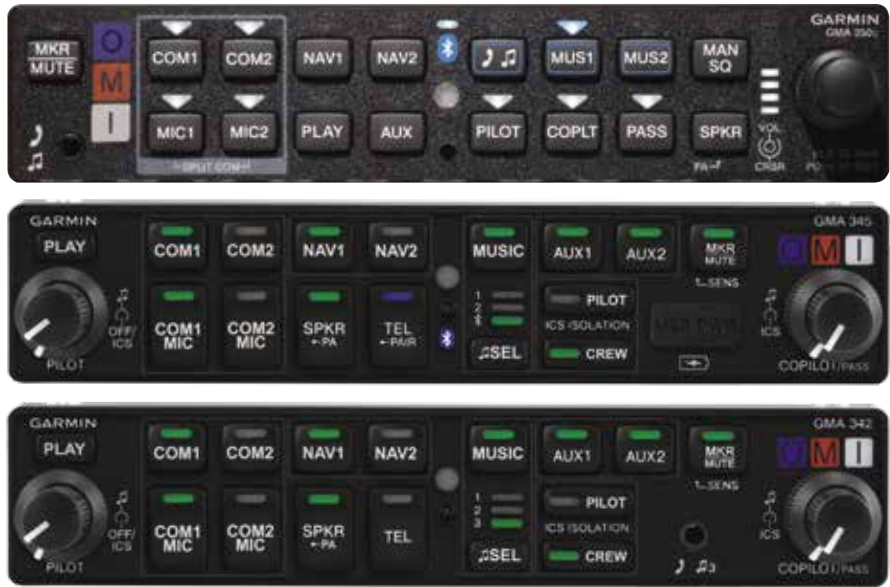 GARMIN
GMA 350c
MKR
MUTE
O
M
I
COM1
COM2
NAV1
NAV2
MUS1
MUS2
MAN
SQ
MIC1
MIC2
PLAY
AUX
PILOT
COPLT
PASS
SPKR
VOL
CRSR
SPLIT COM
PA
GARMIN
GMA 345
PLAY
COM1
COM2
NAV1
NAV2
MUSIC
AUX1
AUX2
MKR
MUTE
O
M
I
SENS
OFF/
ICS
PILOT
COM1
MIC
COM2
MIC
SPKR
←PA
TEL
←PAIR
1
2
♫SEL
PILOT
ICS ISOLATION
CREW
ICS
COPILOT/PASS
GARMIN
GMA 342
PLAY
COM1
COM2
NAV1
NAV2
MUSIC
AUX1
AUX2
MKR
MUTE
O
M
I
SENS
OFF/
ICS
PILOT
COM1
MIC
COM2
MIC
SPKR
←PA
TEL
1
2
3
♫SEL
PILOT
ICS ISOLATION
CREW
♫3
ICS
COPILOT/PASS